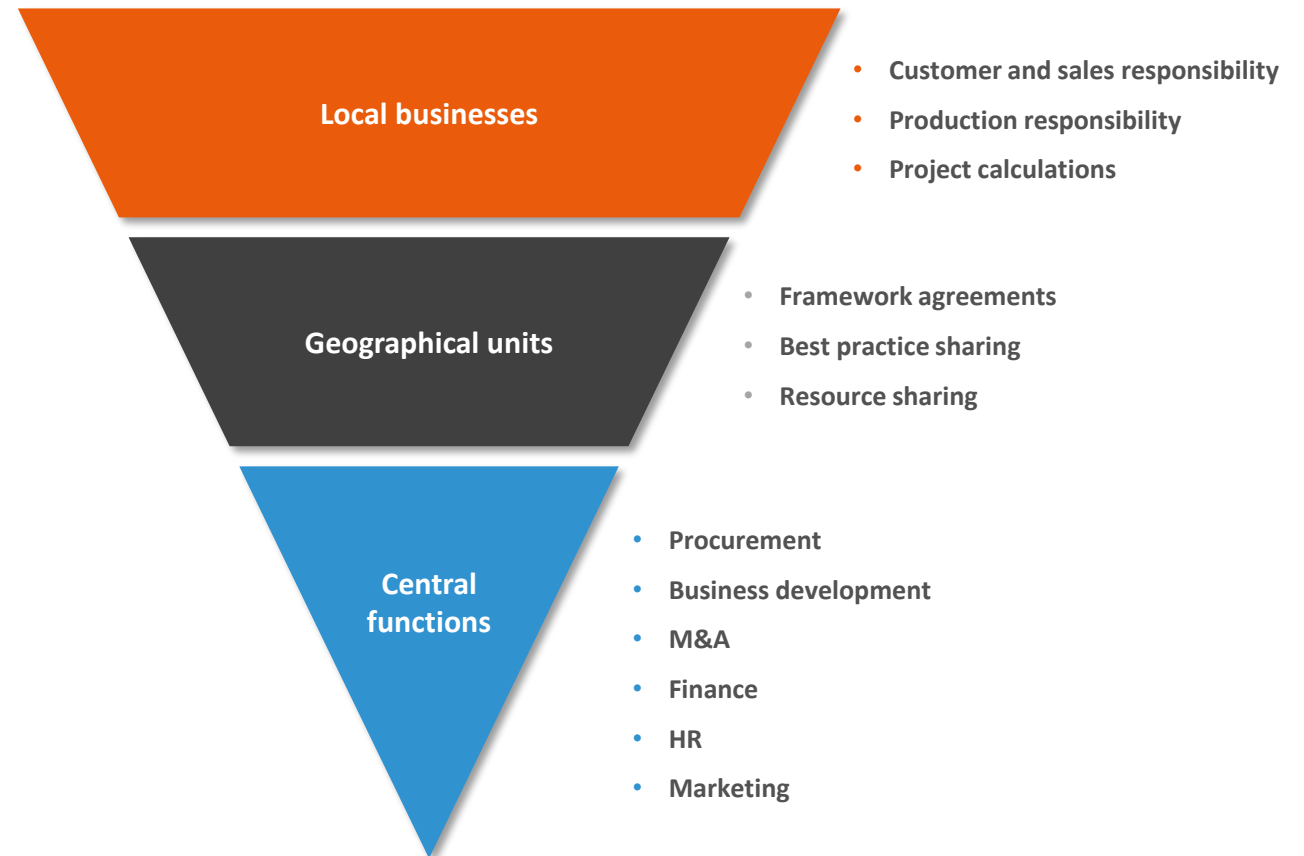 Local businesses
• Customer and sales responsibility
• Production responsibility
• Project calculations
Geographical units
• Framework agreements
• Best practice sharing
• Resource sharing
Central
functions
• Procurement
• Business development
• M&A
• Finance
• HR
• Marketing